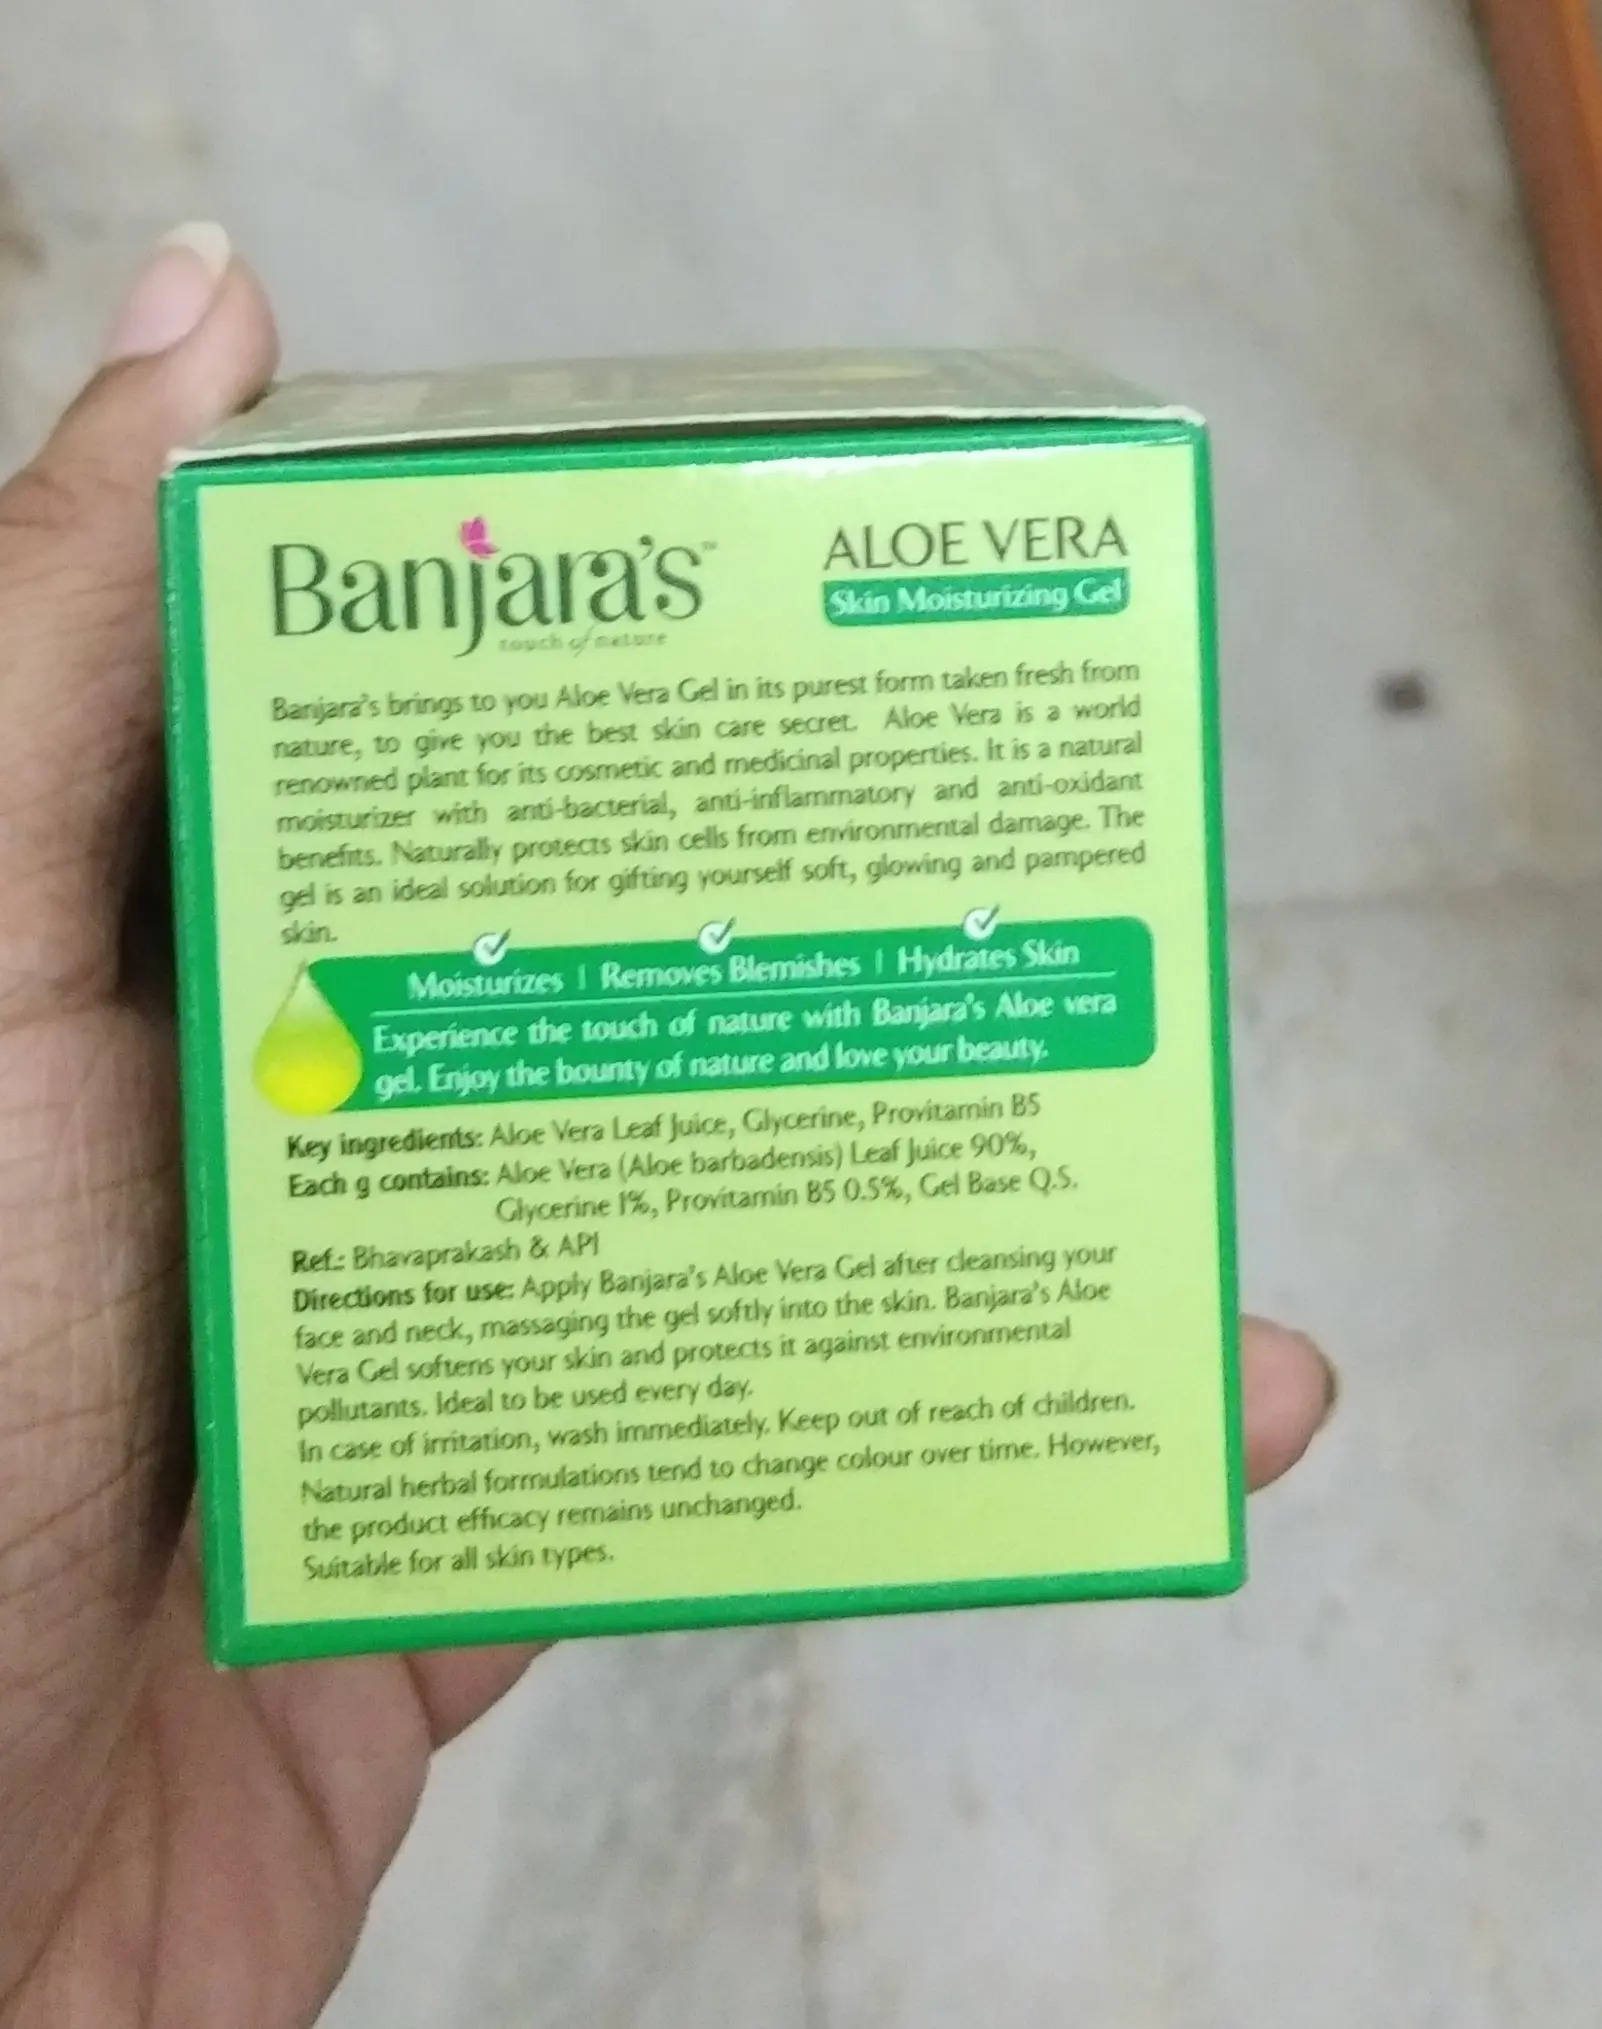 Banjara's™
touch of nature
ALOE VERA
Skin Moisturizing Gel
Banjara's brings to you Aloe Vera Gel in its purest form taken fresh from
nature, to give you the best skin care secret. Aloe Vera is a world
renowned plant for its cosmetic and medicinal properties. It is a natural
moisturizer with anti-bacterial, anti-inflammatory and anti-oxidant
benefits. Naturally protects skin cells from environmental damage. The
gel is an ideal solution for gifting yourself soft, glowing and pampered
skin.
Moisturizes | Removes Blemishes | Hydrates Skin
Experience the touch of nature with Banjara's Aloe vera
gel. Enjoy the bounty of nature and love your beauty.
Key ingredients: Aloe Vera Leaf Juice, Glycerine, Provitamin B5
Each g contains: Aloe Vera (Aloe barbadensis) Leaf Juice 90%,
Glycerine 1%, Provitamin B5 0.5%, Gel Base Q.S.
Ref.: Bhavaprakash & API
Directions for use: Apply Banjara's Aloe Vera Gel after cleansing your
face and neck, massaging the gel softly into the skin. Banjara's Aloe
Vera Gel softens your skin and protects it against environmental
pollutants. Ideal to be used every day.
In case of irritation, wash immediately. Keep out of reach of children.
Natural herbal formulations tend to change colour over time. However,
the product efficacy remains unchanged.
Suitable for all skin types.